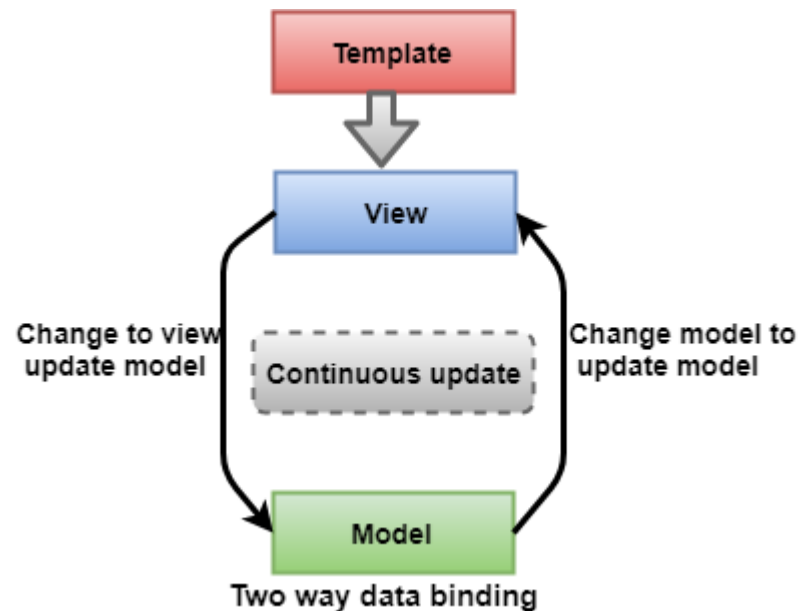 Template
View
Change to view
update model
Continuous update
Change model to
update model
Model
Two way data binding